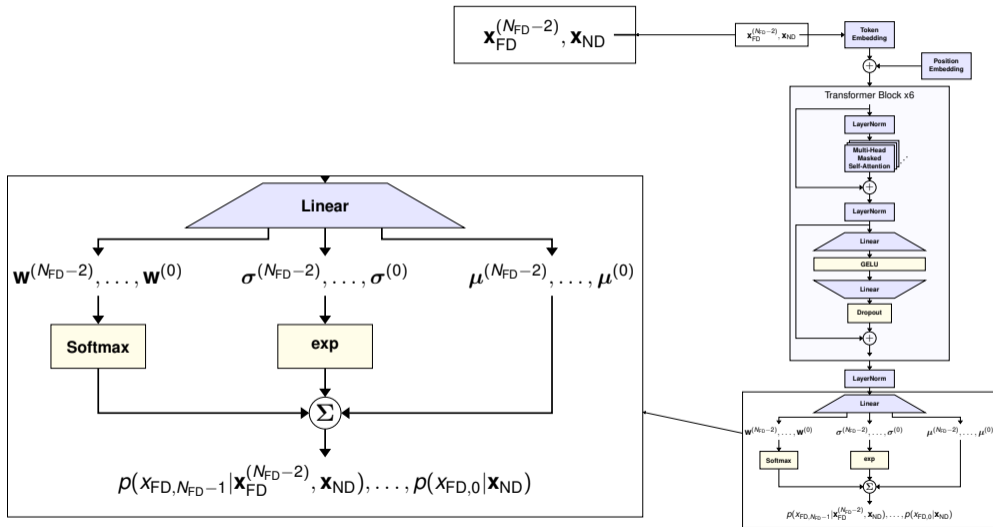 𝐱_FD^(N_FD−2), 𝐱_ND
𝐱_FD^(N_FD−2), 𝐱_ND
Token
Embedding
+
Position
Embedding
Transformer Block x6
LayerNorm
Multi-Head
Masked
Self-Attention
+
LayerNorm
Linear
GELU
Linear
Dropout
+
LayerNorm
Linear
𝐰^(N_FD−2), . . . , 𝐰^(0) 𝝈^(N_FD−2), . . . , 𝝈^(0) 𝝁^(N_FD−2), . . . , 𝝁^(0)
Softmax exp
Σ
p(x_FD,N_FD−1|𝐱_FD^(N_FD−2), 𝐱_ND), . . . , p(x_FD,0|𝐱_ND)
Linear
𝐰^(N_FD−2), . . . , 𝐰^(0) 𝝈^(N_FD−2), . . . , 𝝈^(0) 𝝁^(N_FD−2), . . . , 𝝁^(0)
Softmax exp
Σ
p(x_FD,N_FD−1|𝐱_FD^(N_FD−2), 𝐱_ND), . . . , p(x_FD,0|𝐱_ND)